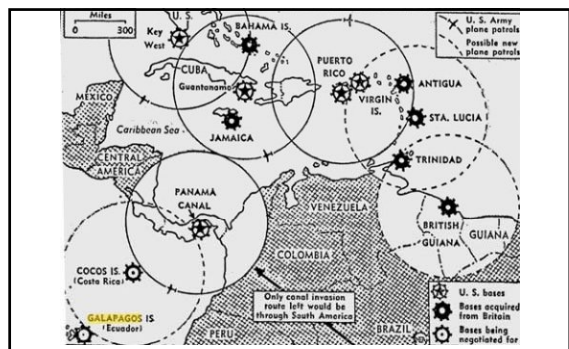 Miles
0 300
U. S.
Key
West
BAHAMA IS.
CUBA
Guantanamo
JAMAICA
PUERTO
RICO
VIRGIN
IS.
ANTIGUA
STA. LUCIA
TRINIDAD
MEXICO
Caribbean Sea
CENTRAL
AMERICA
PANAMA
CANAL
VENEZUELA
BRITISH
GUIANA
GUIANA
COLOMBIA
COCOS IS.
(Costa Rica)
GALAPAGOS IS
(Ecuador)
PERU
BRAZIL
Only canal invasion
route left would be
through South America
U. S. Army
plane patrols
Possible new
plane patrols
U. S. bases
Bases acquired
from Britain
Bases being
negotiated for